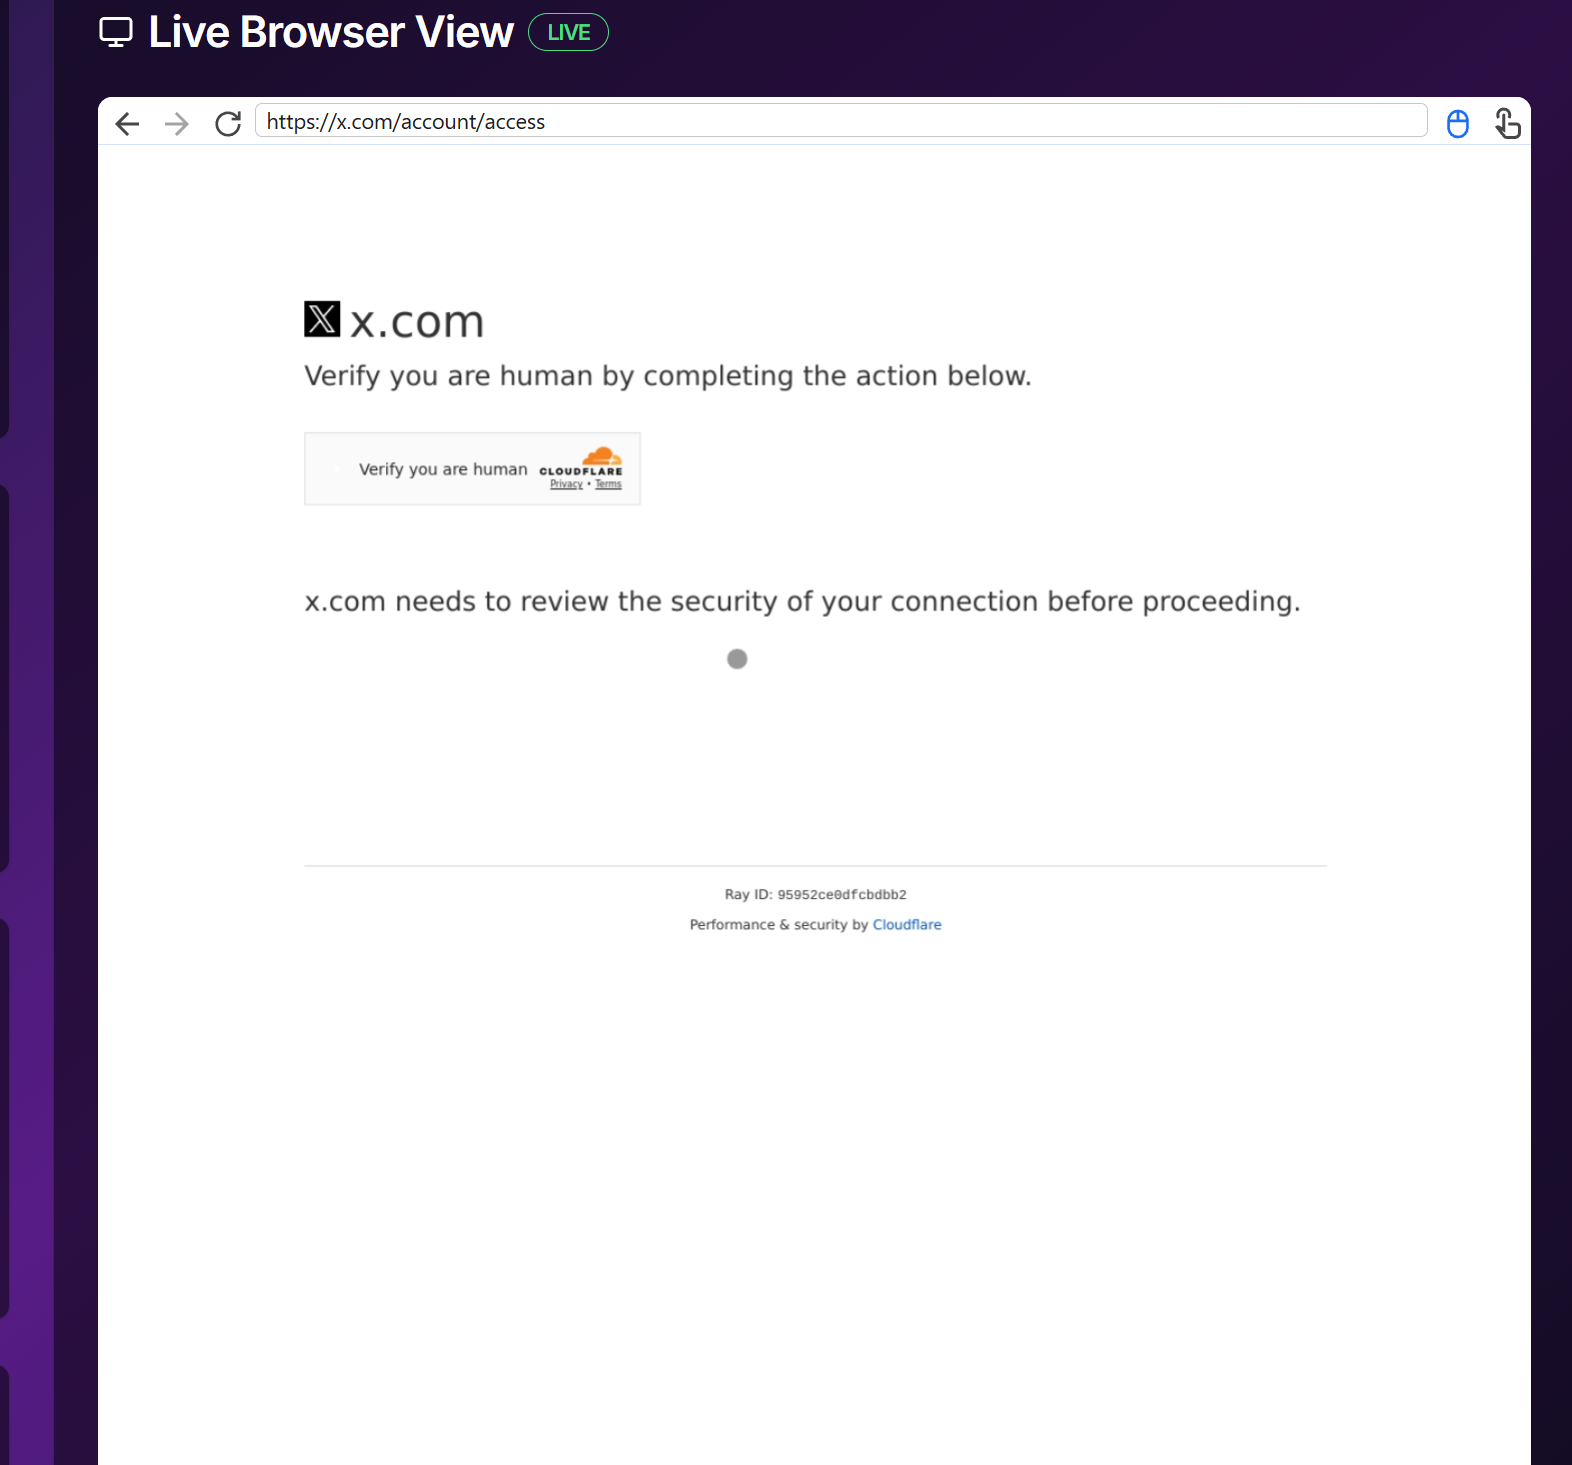 Live Browser View LIVE
https://x.com/account/access
X x.com
Verify you are human by completing the action below.
Verify you are human
CLOUDFLARE
Privacy • Terms
x.com needs to review the security of your connection before proceeding.
Ray ID: 95952ce0dfcbdbb2
Performance & security by Cloudflare